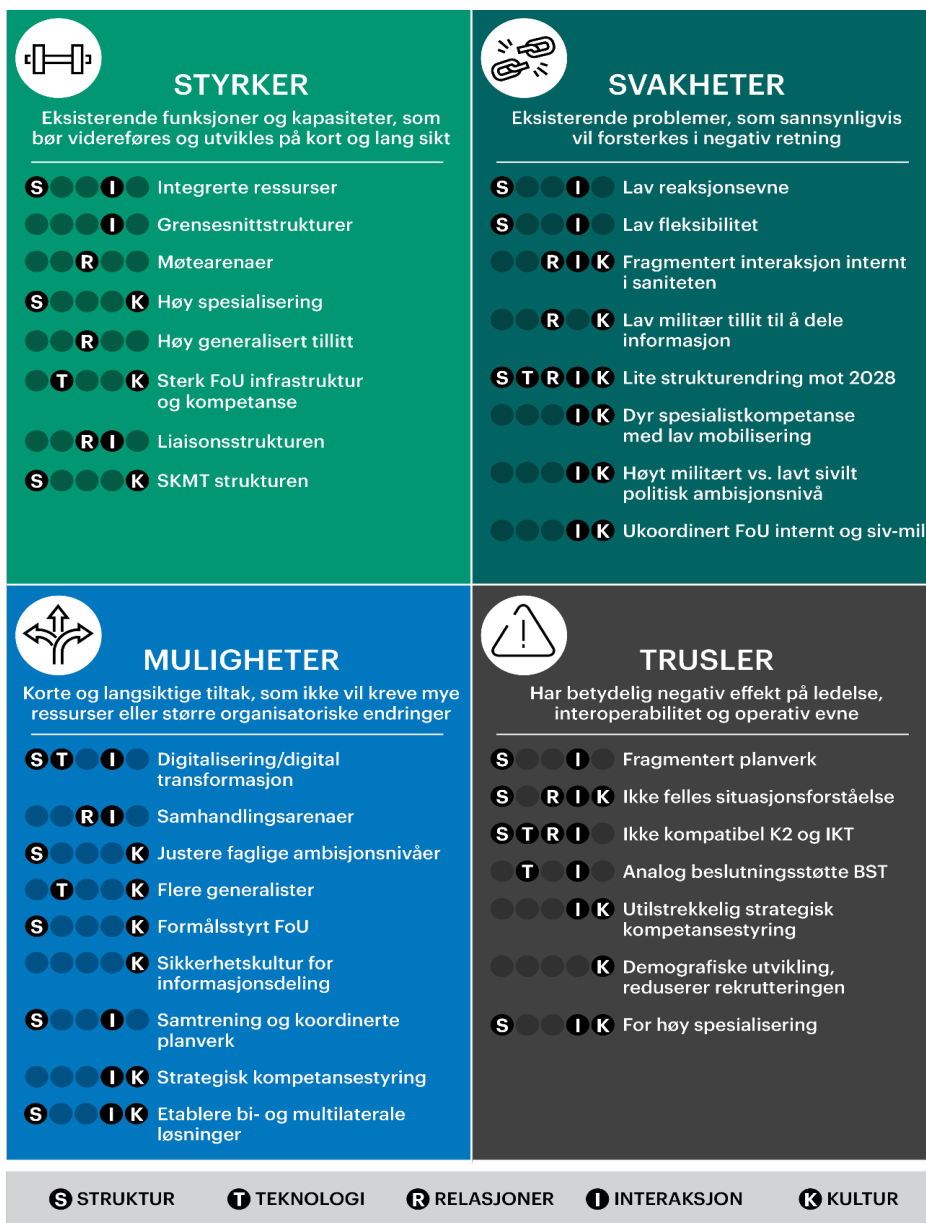 STYRKER
Eksisterende funksjoner og kapasiteter, som
bør videreføres og utvikles på kort og lang sikt
S I Integrerte ressurser
I Grensesnittstrukturer
R Møtearenaer
S K Høy spesialisering
R Høy generalisert tillitt
T K Sterk FoU infrastruktur
og kompetanse
R I Liaisonsstrukturen
S K SKMT strukturen
SVAKHETER
Eksisterende problemer, som sannsynligvis
vil forsterkes i negativ retning
S I Lav reaksjonsevne
S I Lav fleksibilitet
R I K Fragmentert interaksjon internt
i saniteten
R K Lav militær tillit til å dele
informasjon
S T R I K Lite strukturendring mot 2028
I K Dyr spesialistkompetanse
med lav mobilisering
I K Høyt militært vs. lavt sivilt
politisk ambisjonsnivå
I K Ukoordinert FoU internt og siv-mil
MULIGHETER
Korte og langsiktige tiltak, som ikke vil kreve mye
ressurser eller større organisatoriske endringer
S T I Digitalisering/digital
transformasjon
R I Samhandlingsarenaer
S K Justere faglige ambisjonsnivåer
T K Flere generalister
S K Formålsstyrt FoU
K Sikkerhetskultur for
informasjonsdeling
S I Samtrening og koordinerte
planverk
I K Strategisk kompetansestyring
S I K Etablere bi- og multilaterale
løsninger
TRUSLER
Har betydelig negativ effekt på ledelse,
interoperabilitet og operativ evne
S I Fragmentert planverk
S R I K Ikke felles situasjonsforståelse
S T R I Ikke kompatibel K2 og IKT
T I Analog beslutningsstøtte BST
I K Utilstrekkelig strategisk
kompetansestyring
K Demografiske utvikling,
reduserer rekrutteringen
S I K For høy spesialisering
S STRUKTUR T TEKNOLOGI R RELASJONER I INTERAKSJON K KULTUR